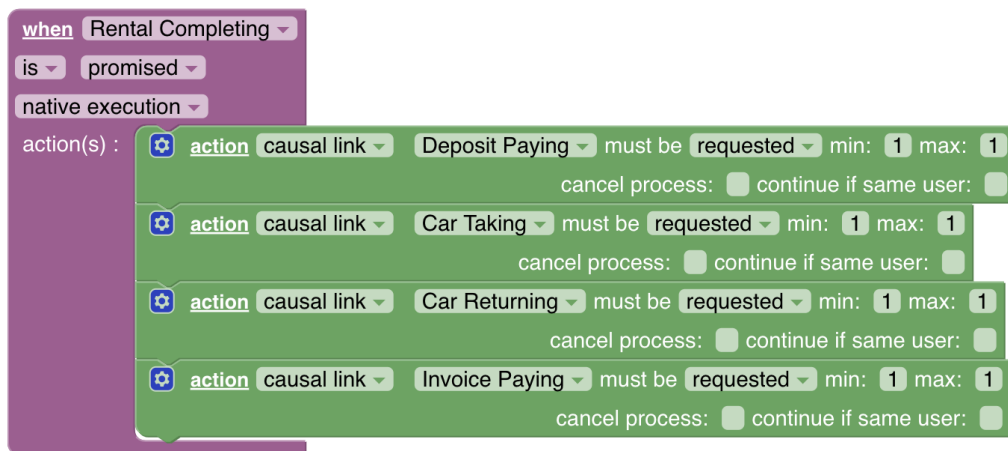 when Rental Completing
is promised
native execution
action(s) : action causal link Deposit Paying must be requested min: 1 max: 1
cancel process: continue if same user:
action causal link Car Taking must be requested min: 1 max: 1
cancel process: continue if same user:
action causal link Car Returning must be requested min: 1 max: 1
cancel process: continue if same user:
action causal link Invoice Paying must be requested min: 1 max: 1
cancel process: continue if same user: